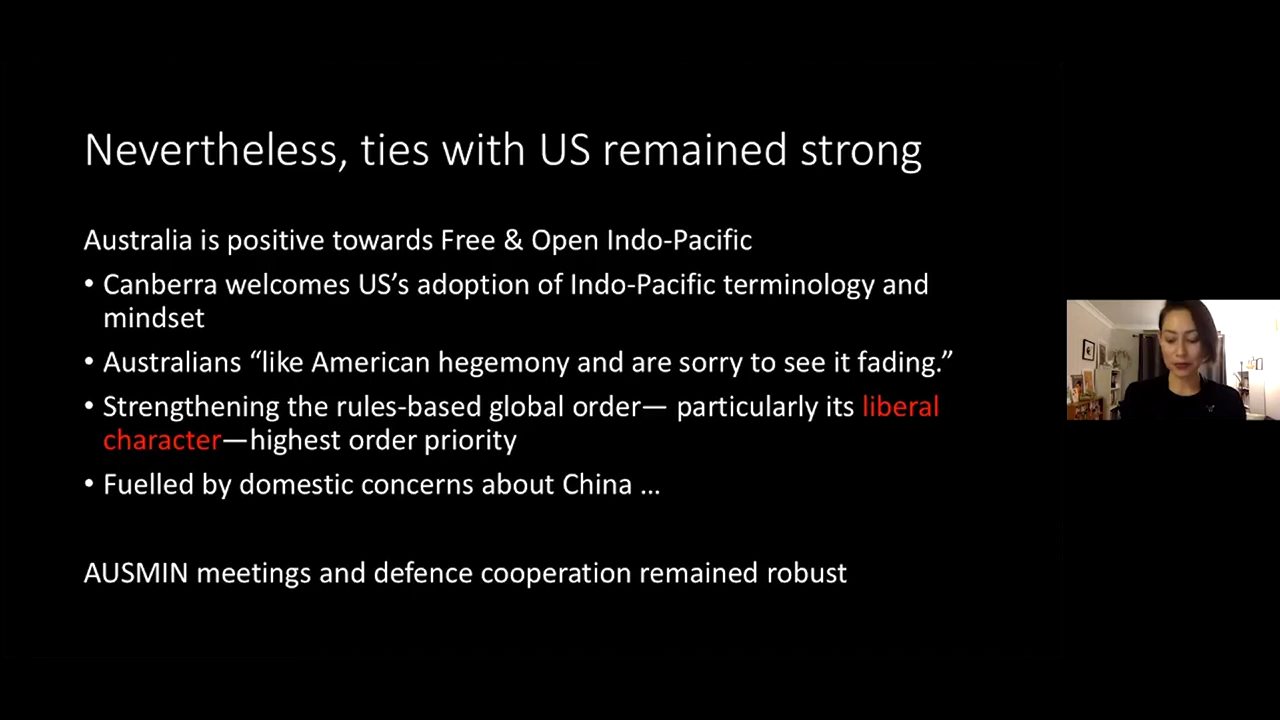 Nevertheless, ties with US remained strong
Australia is positive towards Free & Open Indo-Pacific
• Canberra welcomes US’s adoption of Indo-Pacific terminology and
mindset
• Australians “like American hegemony and are sorry to see it fading.”
• Strengthening the rules-based global order— particularly its liberal
character—highest order priority
• Fuelled by domestic concerns about China ...
AUSMIN meetings and defence cooperation remained robust